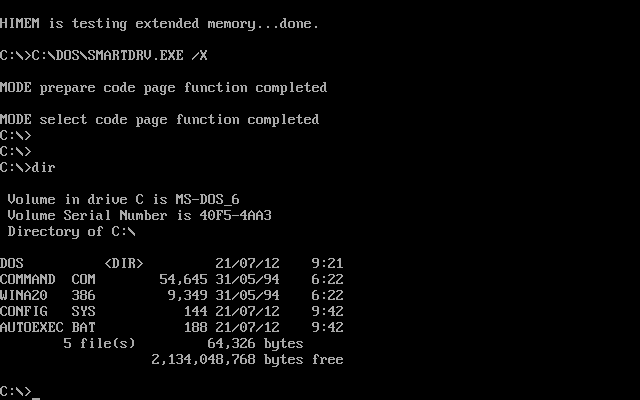 HIMEM is testing extended memory...done.
C:\>C:\DOS\SMARTDRV.EXE /X
MODE prepare code page function completed
MODE select code page function completed
C:\>
C:\>
C:\>dir
Volume in drive C is MS-DOS_6
Volume Serial Number is 40F5-4AA3
Directory of C:\
DOS <DIR> 21/07/12 9:21
COMMAND COM 54,645 31/05/94 6:22
WINA20 386 9,349 31/05/94 6:22
CONFIG SYS 144 21/07/12 9:42
AUTOEXEC BAT 188 21/07/12 9:42
5 file(s) 64,326 bytes
2,134,048,768 bytes free
C:\>_